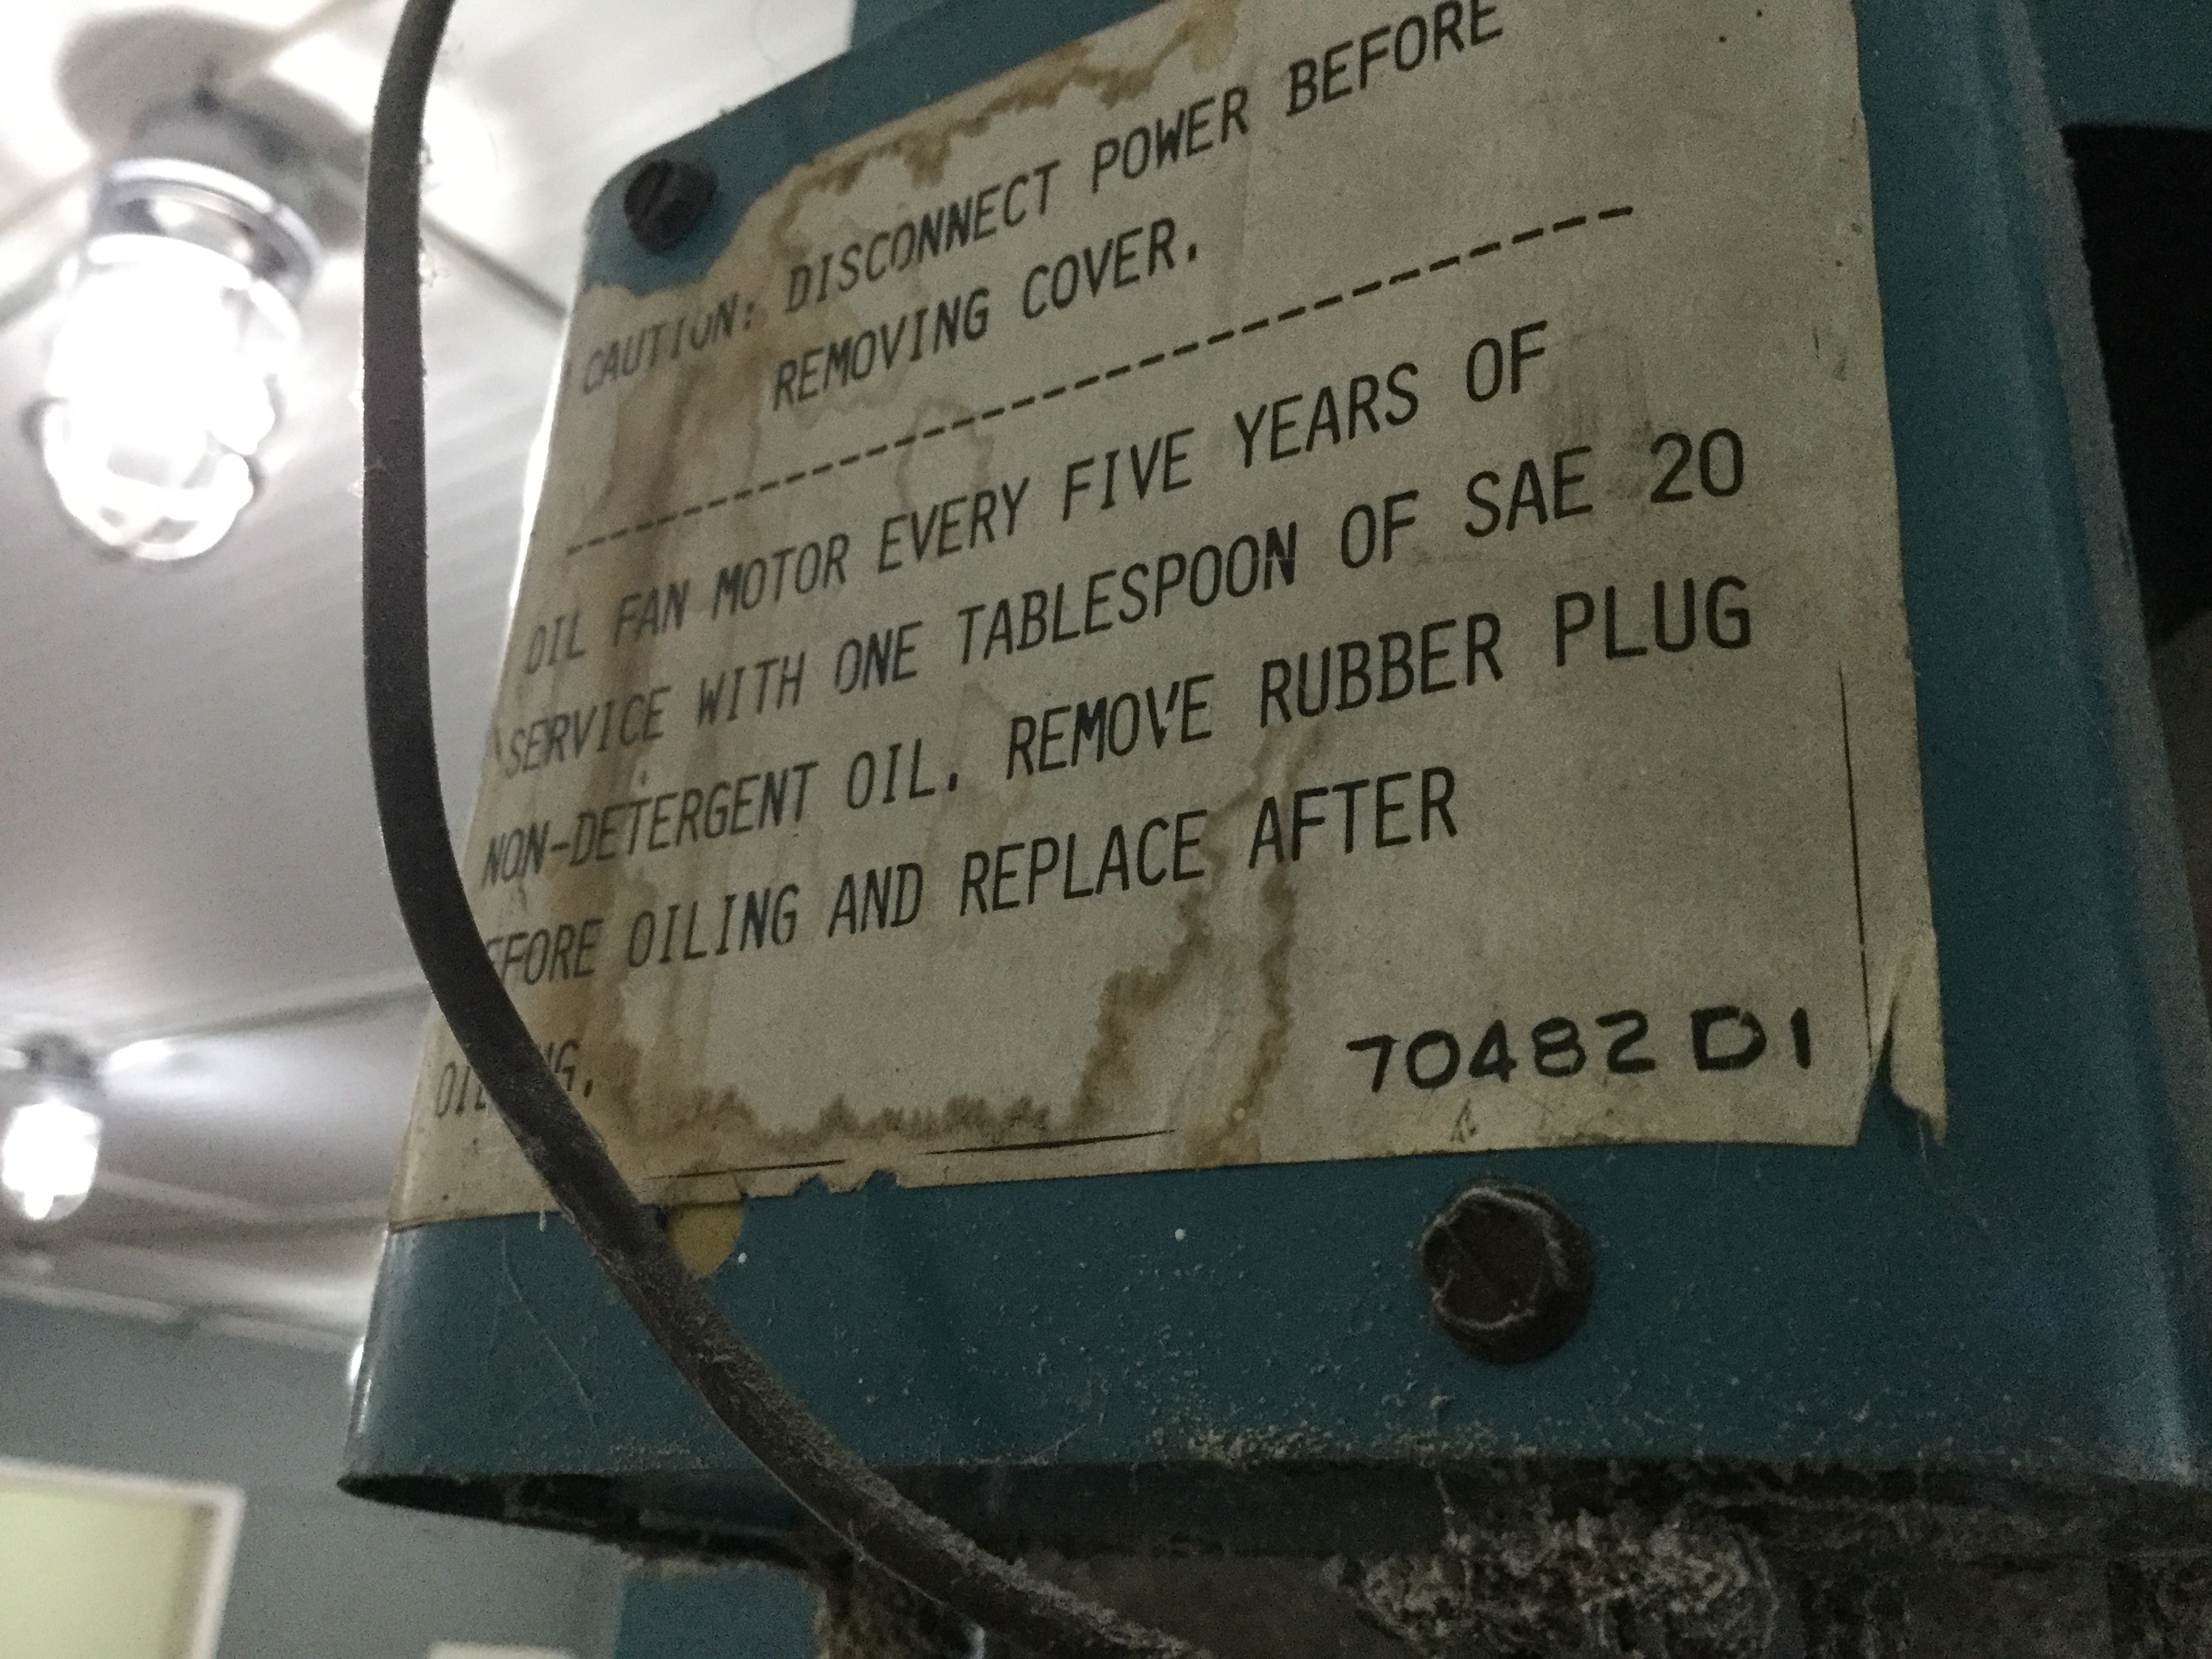 CAUTION: DISCONNECT POWER BEFORE
REMOVING COVER.
OIL FAN MOTOR EVERY FIVE YEARS OF
SERVICE WITH ONE TABLESPOON OF SAE 20
NON-DETERGENT OIL. REMOVE RUBBER PLUG
BEFORE OILING AND REPLACE AFTER
OILING.
70482 D1